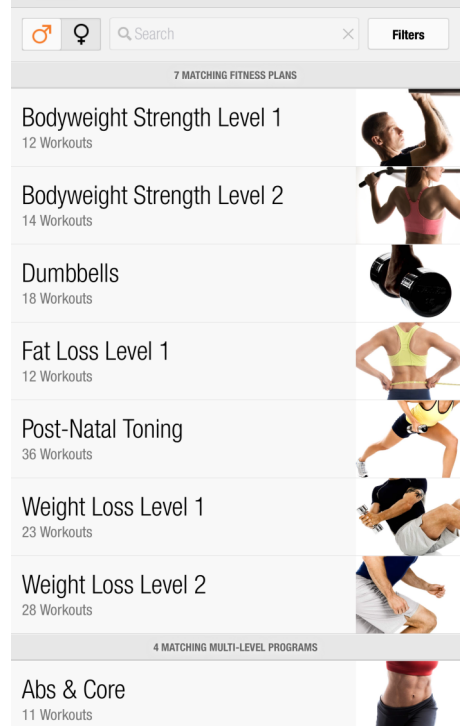 Search
Filters
7 MATCHING FITNESS PLANS
Bodyweight Strength Level 1
12 Workouts
Bodyweight Strength Level 2
14 Workouts
Dumbbells
18 Workouts
Fat Loss Level 1
12 Workouts
Post-Natal Toning
36 Workouts
Weight Loss Level 1
23 Workouts
Weight Loss Level 2
28 Workouts
4 MATCHING MULTI-LEVEL PROGRAMS
Abs & Core
11 Workouts